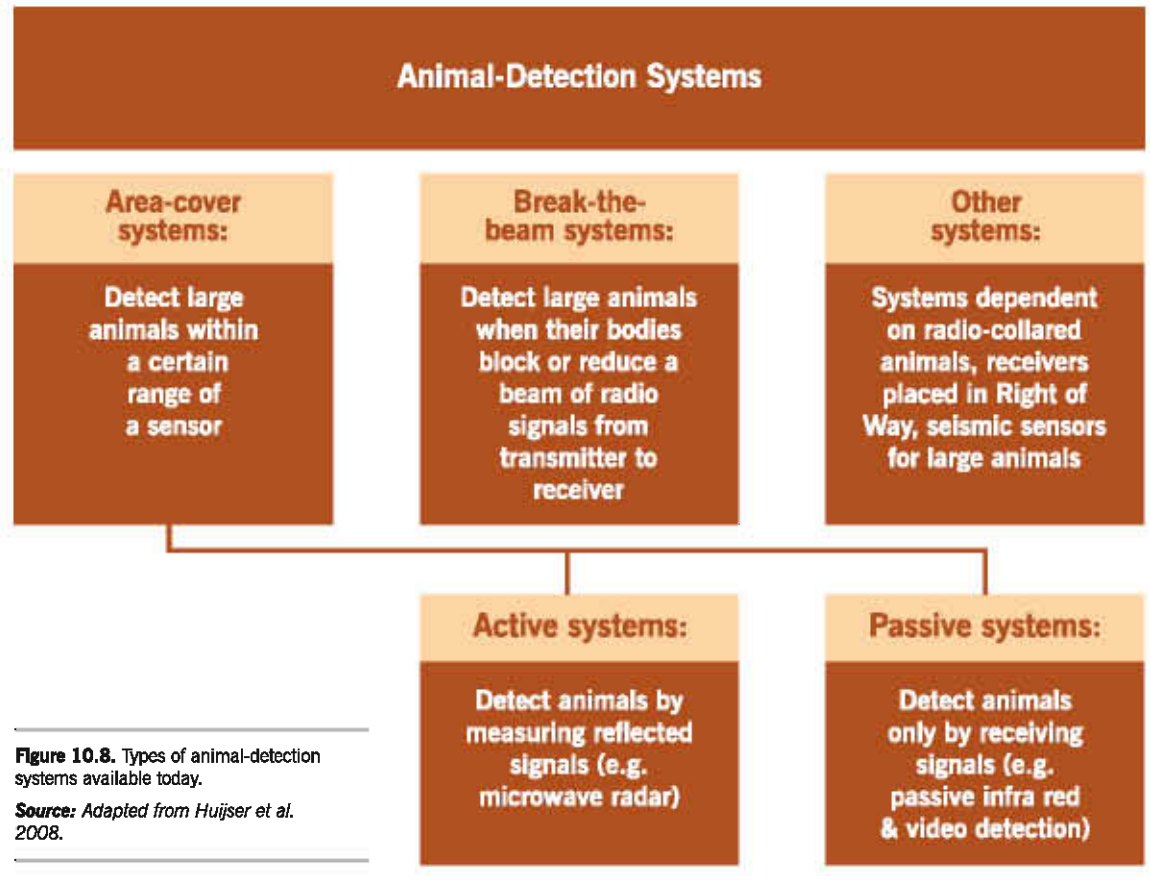 Animal-Detection Systems
Area-cover
systems:
Detect large
animals within
a certain
range of
a sensor
Break-the-
beam systems:
Detect large animals
when their bodies
block or reduce a
beam of radio
signals from
transmitter to
receiver
Other
systems:
Systems dependent
on radio-collared
animals, receivers
placed in Right of
Way, seismic sensors
for large animals
Active systems:
Detect animals by
measuring reflected
signals (e.g.
microwave radar)
Passive systems:
Detect animals
only by receiving
signals (e.g.
passive infra red
& video detection)
Figure 10.8. Types of animal-detection
systems available today.
Source: Adapted from Huijser et al.
2008.